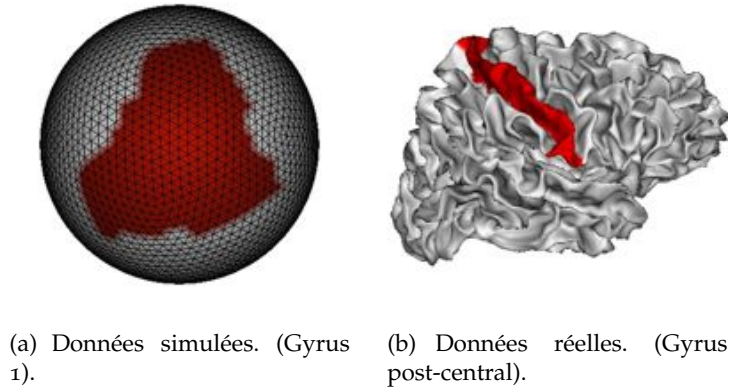 (a) Données simulées. (Gyrus
1).
(b) Données réelles. (Gyrus
post-central).